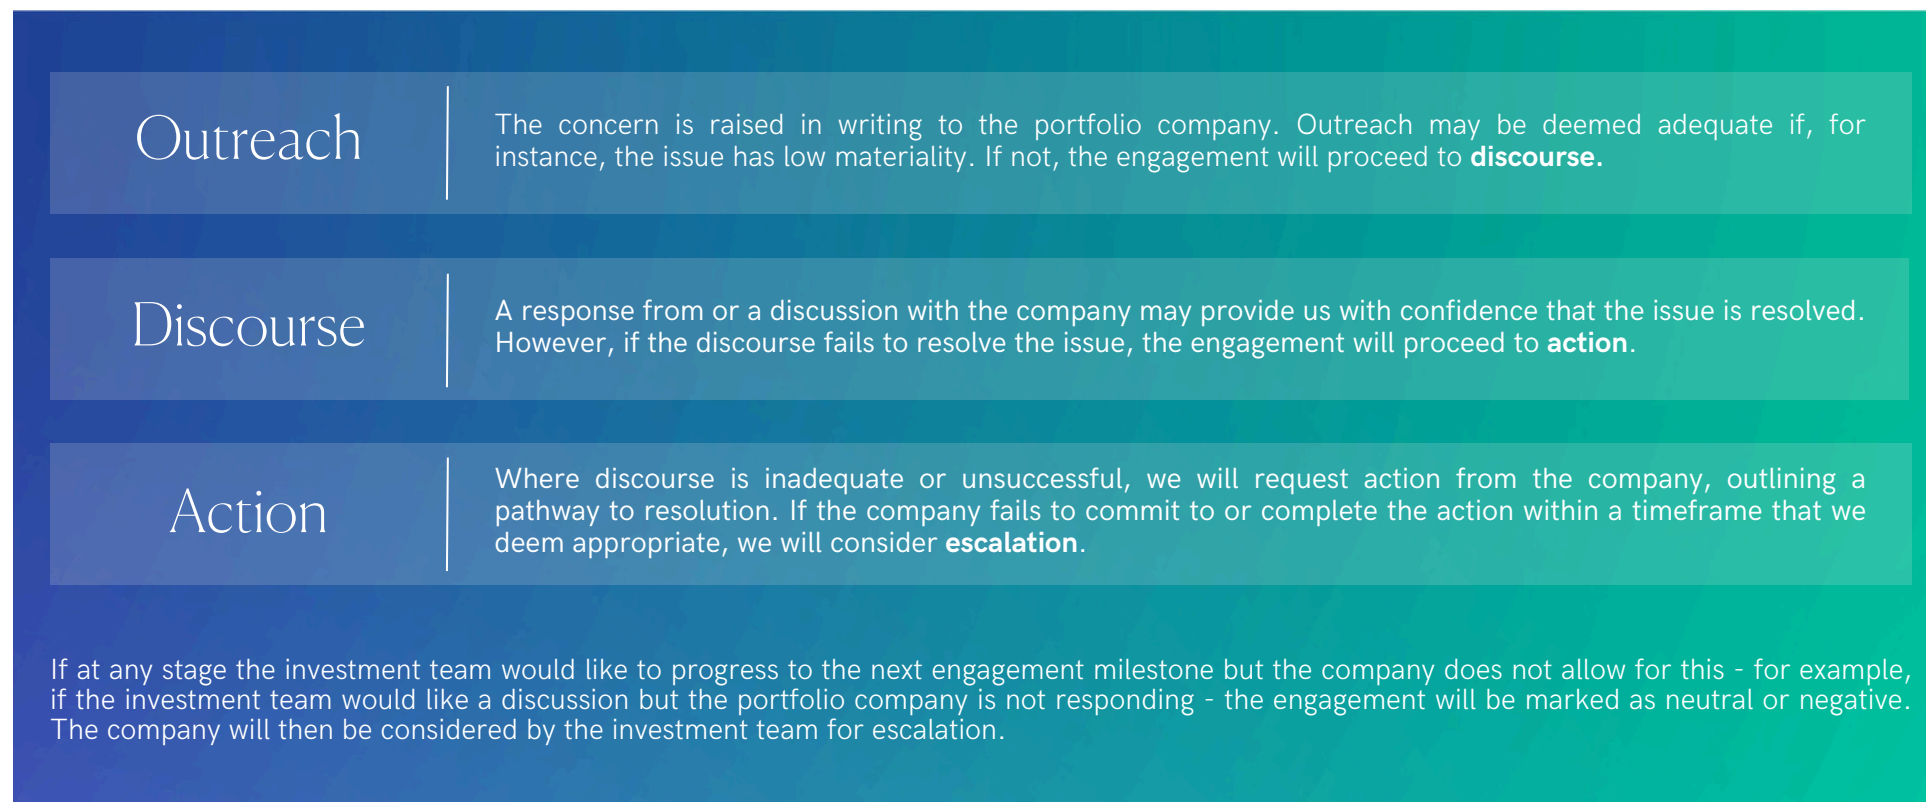 Outreach
The concern is raised in writing to the portfolio company. Outreach may be deemed adequate if, for
instance, the issue has low materiality. If not, the engagement will proceed to discourse.
Discourse
A response from or a discussion with the company may provide us with confidence that the issue is resolved.
However, if the discourse fails to resolve the issue, the engagement will proceed to action.
Action
Where discourse is inadequate or unsuccessful, we will request action from the company, outlining a
pathway to resolution. If the company fails to commit to or complete the action within a timeframe that we
deem appropriate, we will consider escalation.
If at any stage the investment team would like to progress to the next engagement milestone but the company does not allow for this - for example,
if the investment team would like a discussion but the portfolio company is not responding - the engagement will be marked as neutral or negative.
The company will then be considered by the investment team for escalation.